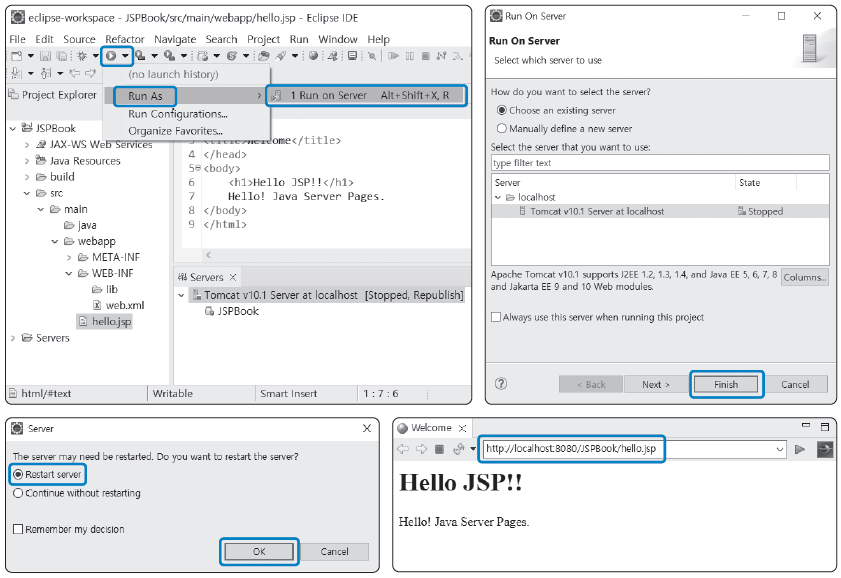 eclipse-workspace - JSPBook/src/main/webapp/hello.jsp - Eclipse IDE
File Edit Source Refactor Navigate Search Project Run Window Help
(no launch history)
Run As
1 Run on Server Alt+Shift+X, R
Run Configurations...
Organize Favorites...
Project Explorer
JSPBook
JAX-WS Web Services
Java Resources
build
src
main
java
webapp
META-INF
WEB-INF
lib
web.xml
hello.jsp
Servers
3 <title>Welcome</title>
4 </head>
5 <body>
6 <h1>Hello JSP!!</h1>
7 Hello! Java Server Pages.
8 </body>
9 </html>
Servers
Tomcat v10.1 Server at localhost [Stopped, Republish]
JSPBook
html/#text Writable Smart Insert 1 : 7 : 6
Run On Server
Run On Server
Select which server to use
How do you want to select the server?
Choose an existing server
Manually define a new server
Select the server that you want to use:
type filter text
Server State
localhost
Tomcat v10.1 Server at localhost Stopped
Apache Tomcat v10.1 supports J2EE 1.2, 1.3, 1.4, and Java EE 5, 6, 7, 8
and Jakarta EE 9 and 10 Web modules.
Columns...
Always use this server when running this project
? < Back Next > Finish Cancel
Server
The server may need be restarted. Do you want to restart the server?
Restart server
Continue without restarting
Remember my decision
OK Cancel
Welcome
http://localhost:8080/JSPBook/hello.jsp
Hello JSP!!
Hello! Java Server Pages.